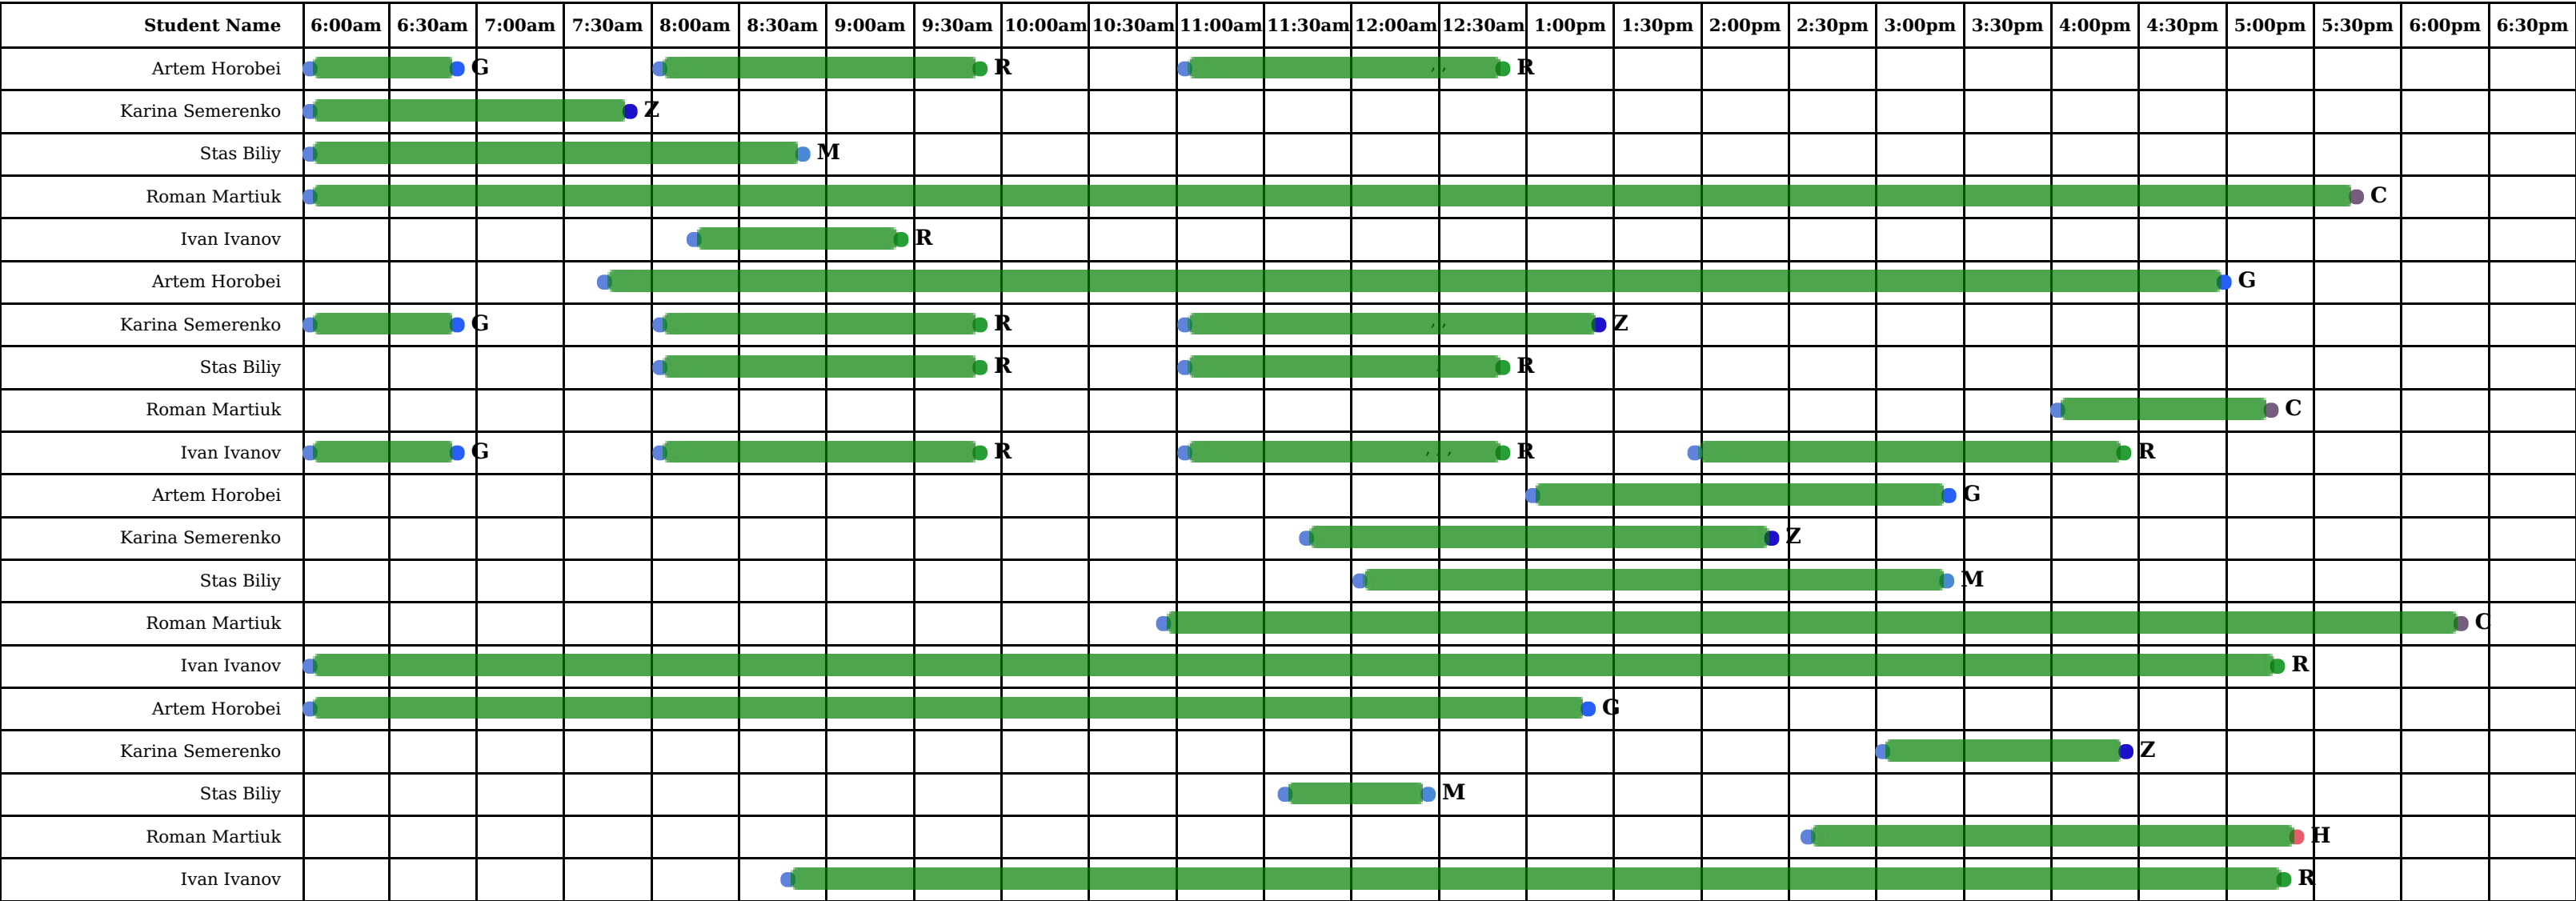 Student Name 6:00am 6:30am 7:00am 7:30am 8:00am 8:30am 9:00am 9:30am 10:00am 10:30am 11:00am 11:30am 12:00am 12:30am 1:00pm 1:30pm 2:00pm 2:30pm 3:00pm 3:30pm 4:00pm 4:30pm 5:00pm 5:30pm 6:00pm 6:30pm
Artem Horobei G R , , R
Karina Semerenko Z
Stas Biliy M
Roman Martiuk C
Ivan Ivanov R
Artem Horobei G
Karina Semerenko G R , , Z
Stas Biliy R , R
Roman Martiuk C
Ivan Ivanov G R , , , R R
Artem Horobei G
Karina Semerenko Z
Stas Biliy M
Roman Martiuk C
Ivan Ivanov R
Artem Horobei G
Karina Semerenko Z
Stas Biliy M
Roman Martiuk H
Ivan Ivanov R